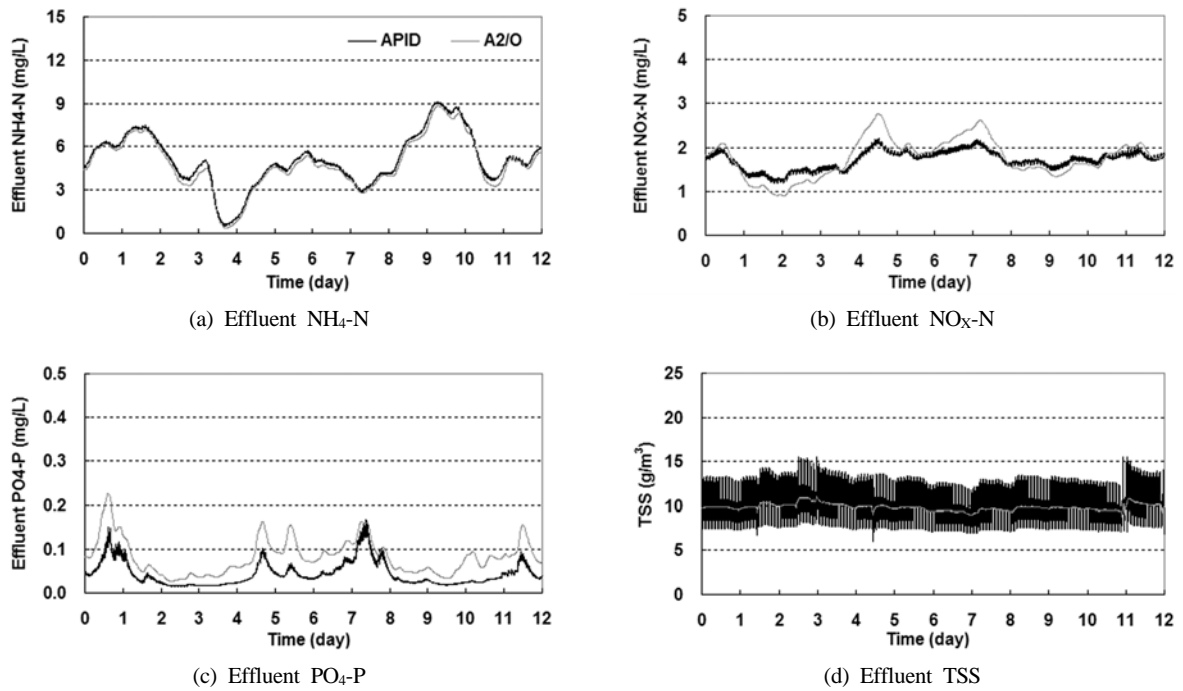 15
12
9
6
3
0
Effluent NH4-N (mg/L)
APID
A2/O
0 1 2 3 4 5 6 7 8 9 10 11 12
Time (day)
(a) Effluent NH₄-N
5
4
3
2
1
0
Effluent NOx-N (mg/L)
0 1 2 3 4 5 6 7 8 9 10 11 12
Time (day)
(b) Effluent NOₓ-N
0.5
0.4
0.3
0.2
0.1
0.0
Effluent PO4-P (mg/L)
0 1 2 3 4 5 6 7 8 9 10 11 12
Time (day)
(c) Effluent PO₄-P
25
20
15
10
5
0
TSS (g/m³)
0 1 2 3 4 5 6 7 8 9 10 11 12
Time (day)
(d) Effluent TSS